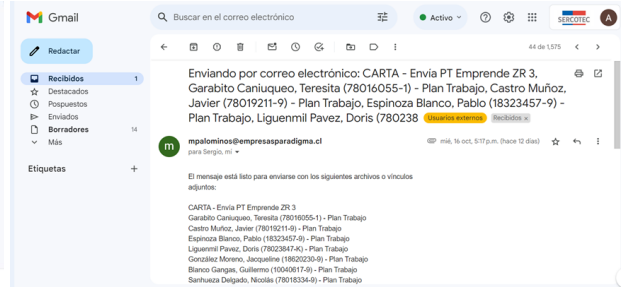 Gmail
Buscar en el correo electrónico
Activo
SERCOTEC
A
Redactar
44 de 1,575
Recibidos 1
Destacados
Pospuestos
Enviados
Borradores 14
Más
Etiquetas
Enviando por correo electrónico: CARTA - Envía PT Emprende ZR 3,
Garabito Caniuqueo, Teresita (78016055-1) - Plan Trabajo, Castro Muñoz,
Javier (78019211-9) - Plan Trabajo, Espinoza Blanco, Pablo (18323457-9) -
Plan Trabajo, Liguenmil Pavez, Doris (780238 Usuarios externos Recibidos x
m
mpalominos@empresasparadigma.cl mié, 16 oct, 5:17 p.m. (hace 12 días)
para Sergio, mí
El mensaje está listo para enviarse con los siguientes archivos o vínculos
adjuntos:
CARTA - Envía PT Emprende ZR 3
Garabito Caniuqueo, Teresita (78016055-1) - Plan Trabajo
Castro Muñoz, Javier (78019211-9) - Plan Trabajo
Espinoza Blanco, Pablo (18323457-9) - Plan Trabajo
Liguenmil Pavez, Doris (78023847-K) - Plan Trabajo
González Moreno, Jacqueline (18620230-9) - Plan Trabajo
Blanco Gangas, Guillermo (10040617-9) - Plan Trabajo
Sanhueza Delgado, Nicolás (78018334-9) - Plan Trabajo